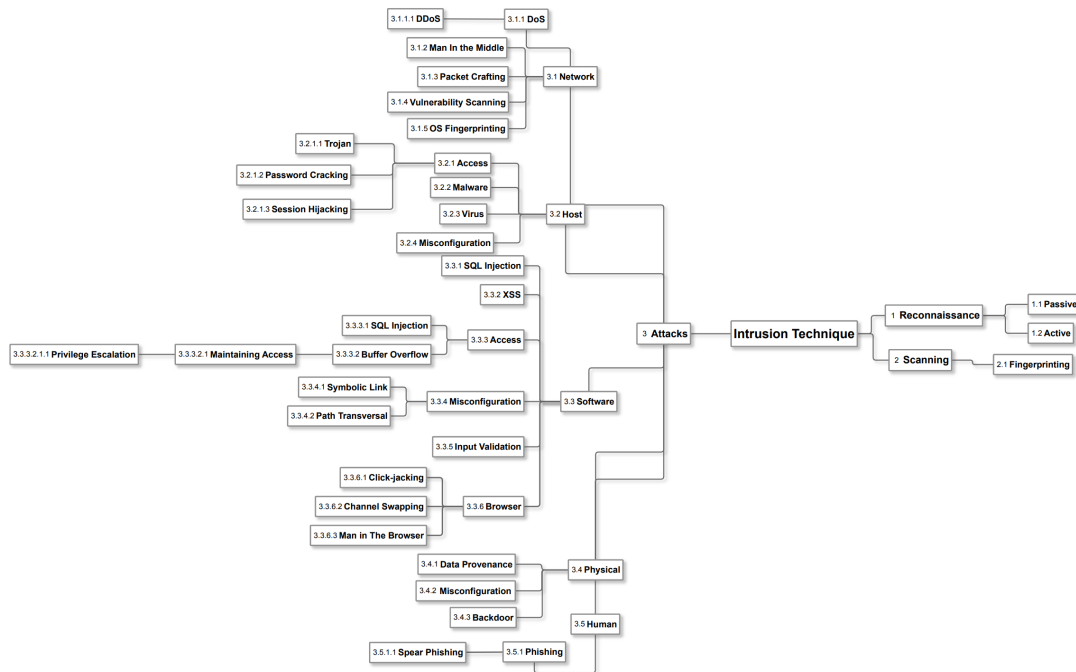 3.1.1.1 DDoS
3.1.1 DoS
3.1.2 Man In the Middle
3.1.3 Packet Crafting
3.1 Network
3.1.4 Vulnerability Scanning
3.1.5 OS Fingerprinting
3.2.1.1 Trojan
3.2.1 Access
3.2.1.2 Password Cracking
3.2.2 Malware
3.2.1.3 Session Hijacking
3.2.3 Virus
3.2 Host
3.2.4 Misconfiguration
3.3.1 SQL Injection
3.3.2 XSS
1.1 Passive
1 Reconnaissance
3.3.3.1 SQL Injection
3 Attacks
Intrusion Technique
1.2 Active
3.3.3 Access
3.3.3.2.1.1 Privilege Escalation
3.3.3.2.1 Maintaining Access
3.3.3.2 Buffer Overflow
2 Scanning
2.1 Fingerprinting
3.3.4.1 Symbolic Link
3.3.4 Misconfiguration
3.3 Software
3.3.4.2 Path Transversal
3.3.5 Input Validation
3.3.6.1 Click-jacking
3.3.6.2 Channel Swapping
3.3.6 Browser
3.3.6.3 Man in The Browser
3.4.1 Data Provenance
3.4 Physical
3.4.2 Misconfiguration
3.4.3 Backdoor
3.5 Human
3.5.1.1 Spear Phishing
3.5.1 Phishing